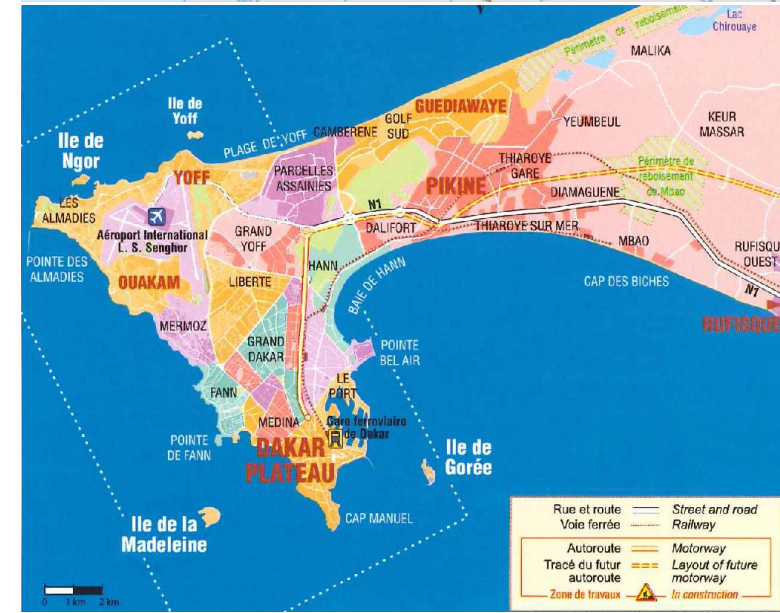 Lac
Chirouaye
Périmètre de reboisement
MALIKA
Ile de
Yoff
GUEDIAWAYE
GOLF
SUD
CAMBERENE
YEUMBEUL
KEUR
MASSAR
Ile de
Ngor
PLAGE DE YOFF
YOFF
PARCELLES
ASSAINIES
PIKINE
THIAROYE
GARE
Périmètre de
reboisement
de Mbao
DIAMAGUENE
LES
ALMADIES
N1
Aéroport International
L. S. Senghor
GRAND
YOFF
DALIFORT
THIAROYE SUR MER
MBAO
RUFISQU
OUEST
POINTE DES
ALMADIES
OUAKAM
LIBERTE
HANN
BAIE DE HANN
CAP DES BICHES
N1
RUFISQUE
MERMOZ
GRAND
DAKAR
POINTE
BEL AIR
FANN
LE
PORT
MEDINA
Gare ferroviaire
de Dakar
POINTE
DE FANN
DAKAR
PLATEAU
Ile de
Gorée
Ile de la
Madeleine
CAP MANUEL
Rue et route Street and road
Voie ferrée Railway
Autoroute Motorway
Tracé du futur Layout of future
autoroute motorway
Zone de travaux In construction
0 1 km 2 km